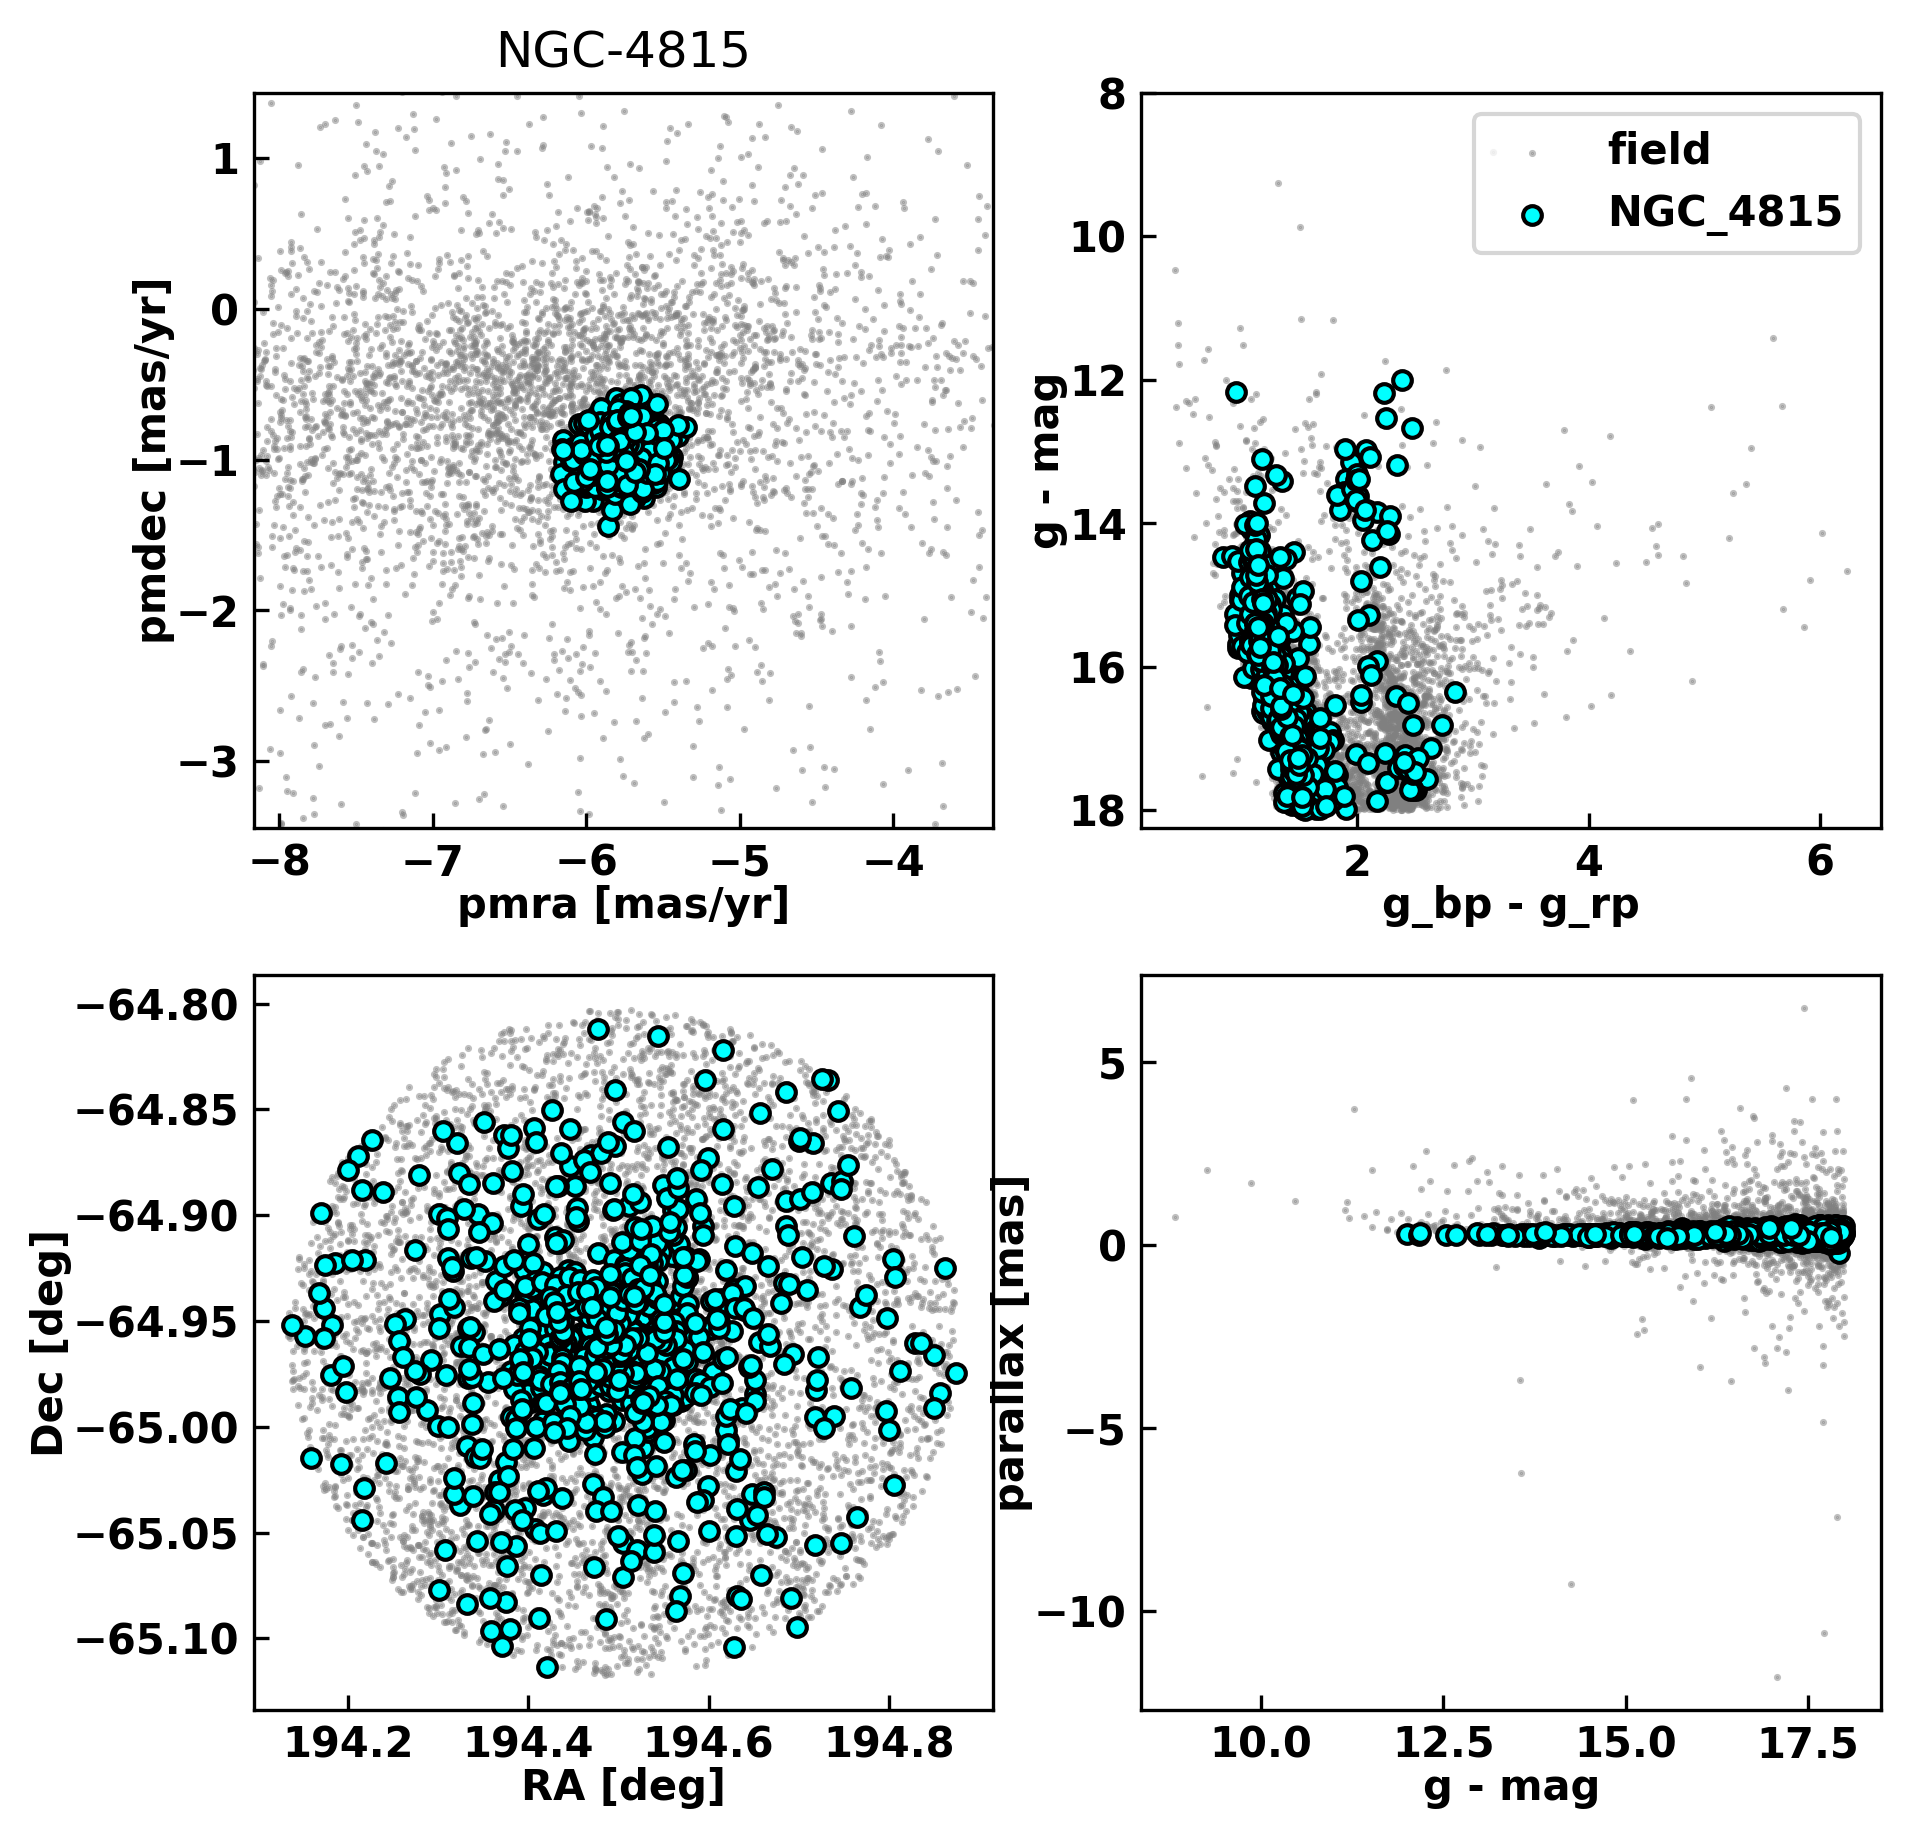 NGC-4815
1
0
−1
−2
−3
pmdec [mas/yr]
−8 −7 −6 −5 −4
pmra [mas/yr]
8
10
12
14
16
18
g - mag
field
NGC_4815
2 4 6
g_bp - g_rp
−64.80
−64.85
−64.90
−64.95
−65.00
−65.05
−65.10
Dec [deg]
194.2 194.4 194.6 194.8
RA [deg]
5
0
−5
−10
parallax [mas]
10.0 12.5 15.0 17.5
g - mag